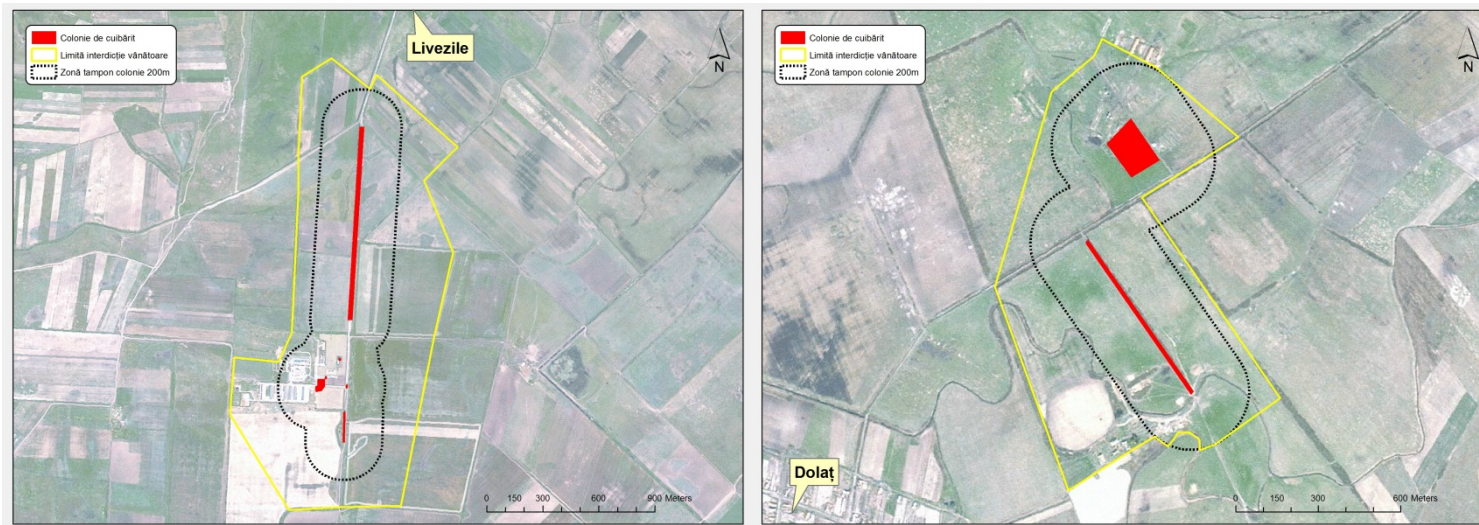 Colonie de cuibărit
Limită interdicție vânătoare
Zonă tampon colonie 200m
Livezile
N
0 150 300 600 900 Meters
Colonie de cuibărit
Limită interdicție vânătoare
Zonă tampon colonie 200m
N
Dolaț
0 150 300 600 Meters